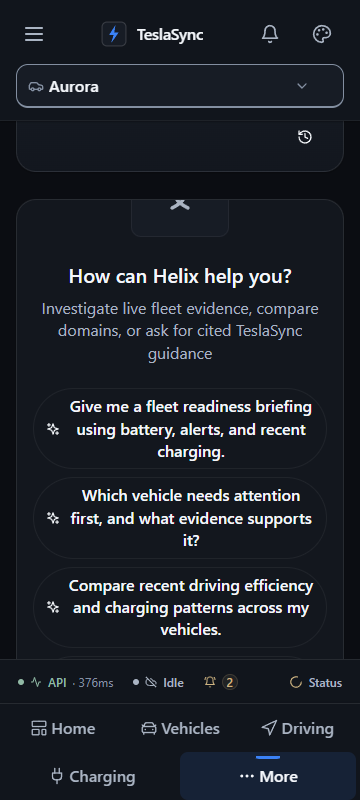 TeslaSync
Aurora
How can Helix help you?
Investigate live fleet evidence, compare
domains, or ask for cited TeslaSync
guidance
Give me a fleet readiness briefing
using battery, alerts, and recent
charging.
Which vehicle needs attention
first, and what evidence supports
it?
Compare recent driving efficiency
and charging patterns across my
vehicles.
API · 376ms Idle 2 Status
Home Vehicles Driving
Charging More